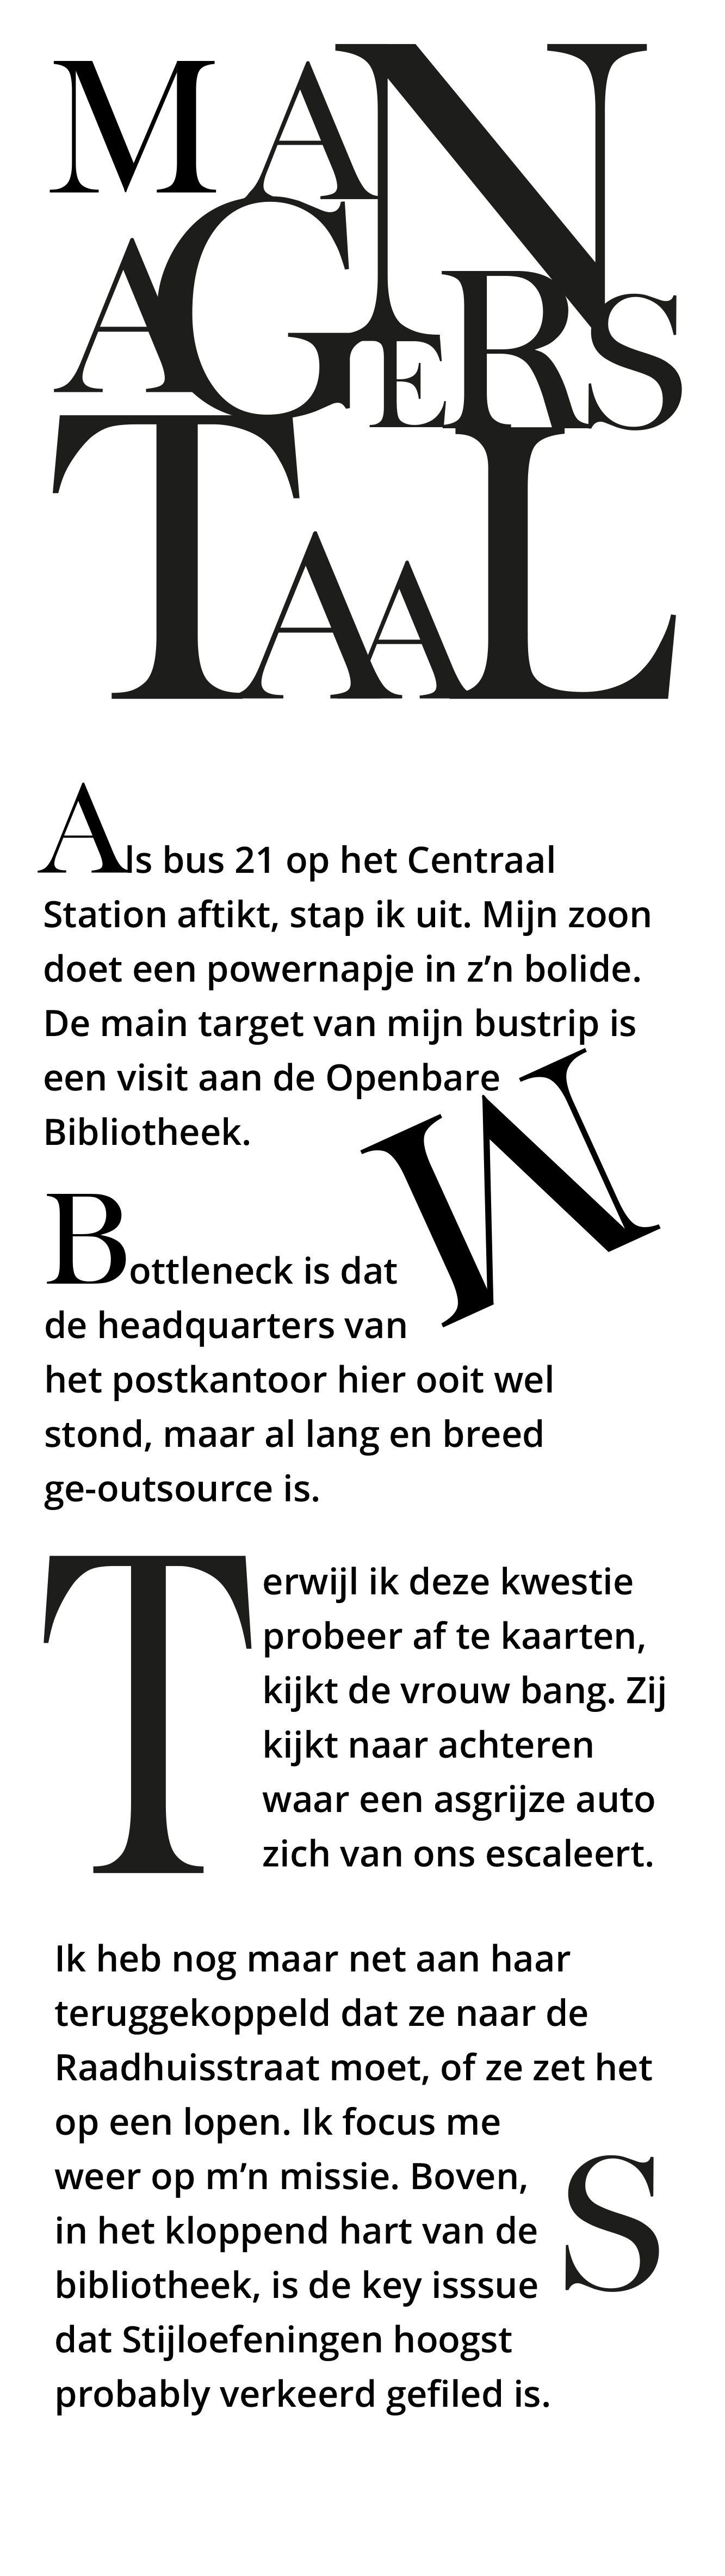 MAN
AGERS
TAAL
Als bus 21 op het Centraal
Station aftikt, stap ik uit. Mijn zoon
doet een powernapje in z’n bolide.
De main target van mijn bustrip is
een visit aan de Openbare
Bibliotheek.
M
Bottleneck is dat
de headquarters van
het postkantoor hier ooit wel
stond, maar al lang en breed
ge-outsource is.
Terwijl ik deze kwestie
probeer af te kaarten,
kijkt de vrouw bang. Zij
kijkt naar achteren
waar een asgrijze auto
zich van ons escaleert.
Ik heb nog maar net aan haar
teruggekoppeld dat ze naar de
Raadhuisstraat moet, of ze zet het
op een lopen. Ik focus me
weer op m’n missie. Boven,
in het kloppend hart van de
bibliotheek, is de key isssue
dat Stijloefeningen hoogst
probably verkeerd gefiled is.
S